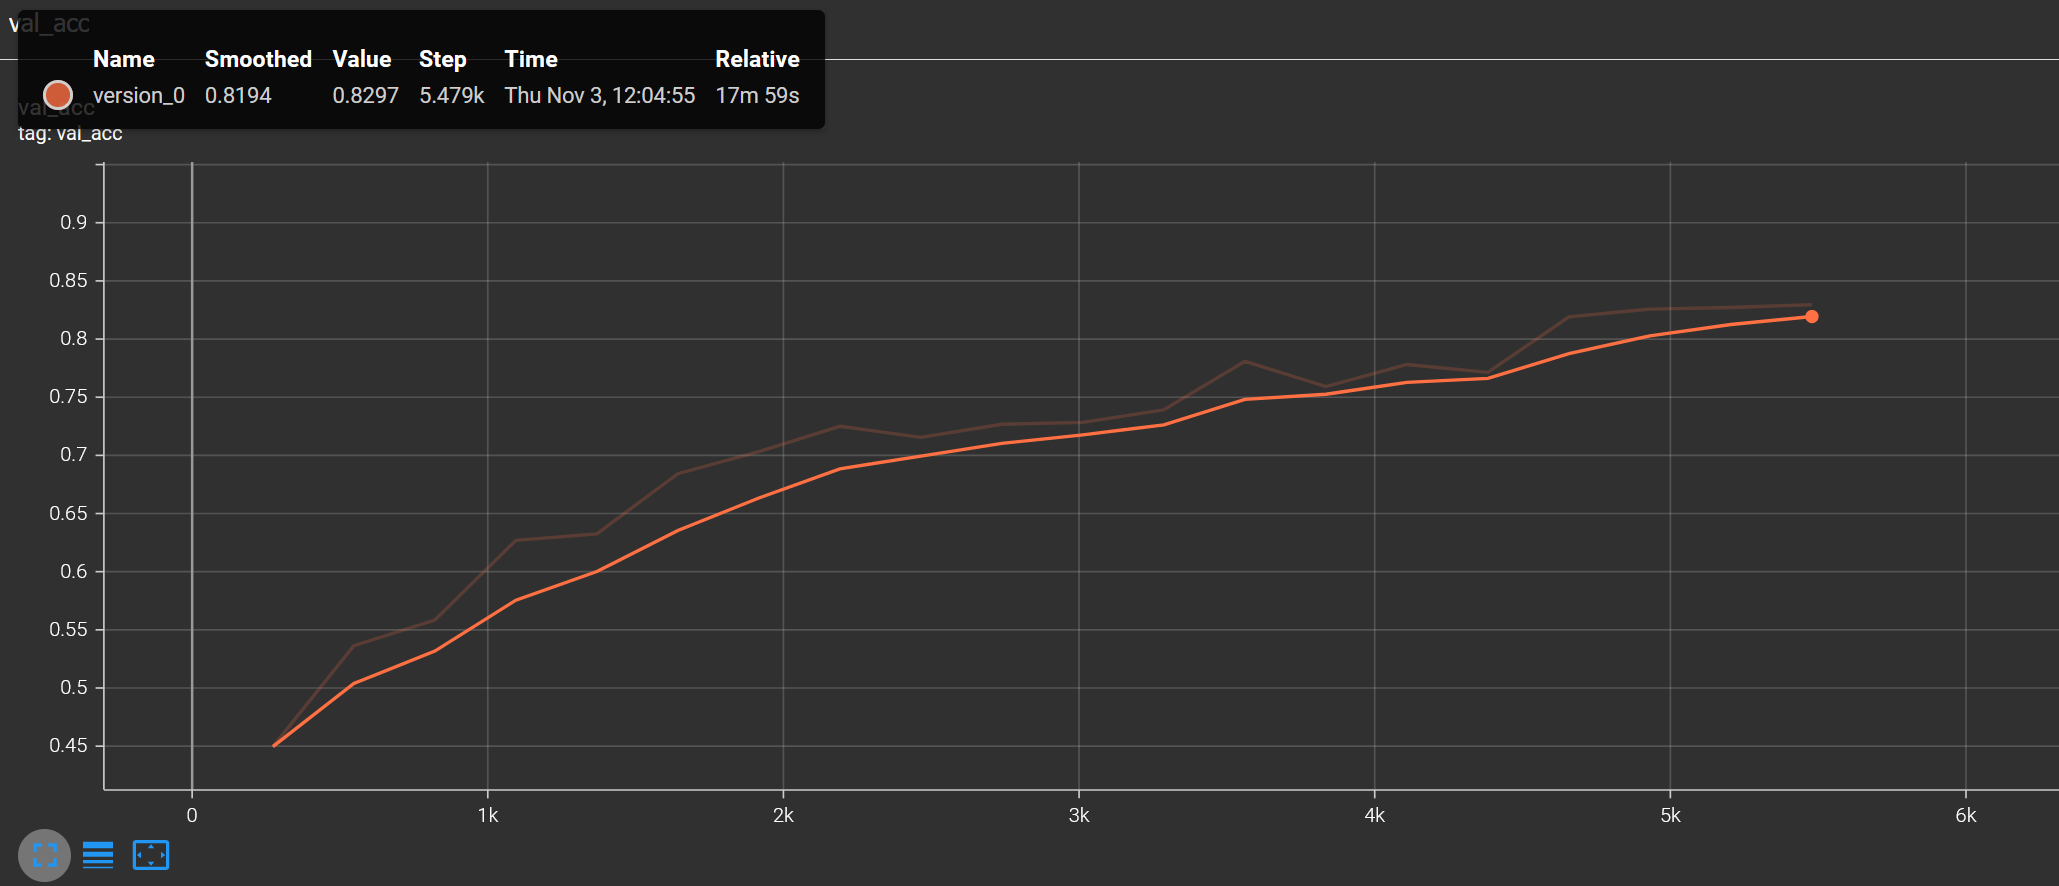 val_acc
Name Smoothed Value Step Time Relative
version_0 0.8194 0.8297 5.479k Thu Nov 3, 12:04:55 17m 59s
val_acc
tag: val_acc
0.9
0.85
0.8
0.75
0.7
0.65
0.6
0.55
0.5
0.45
0 1k 2k 3k 4k 5k 6k